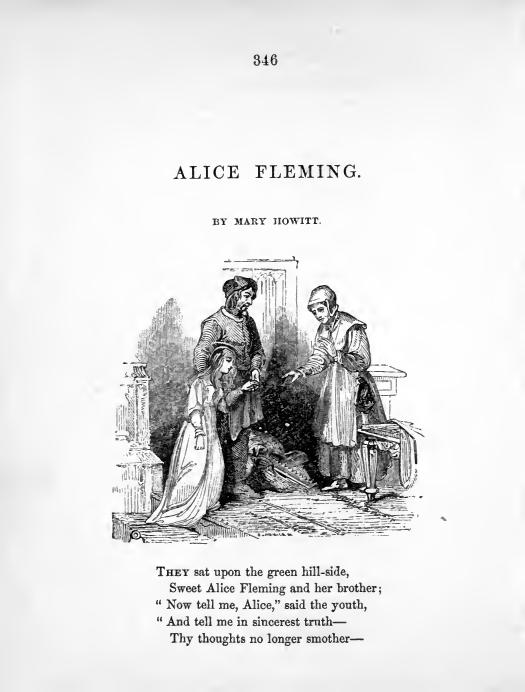 346
ALICE FLEMING.
BY MARY HOWITT.
THEY sat upon the green hill-side,
Sweet Alice Fleming and her brother;
“ Now tell me, Alice,” said the youth,
“ And tell me in sincerest truth—
Thy thoughts no longer smother—